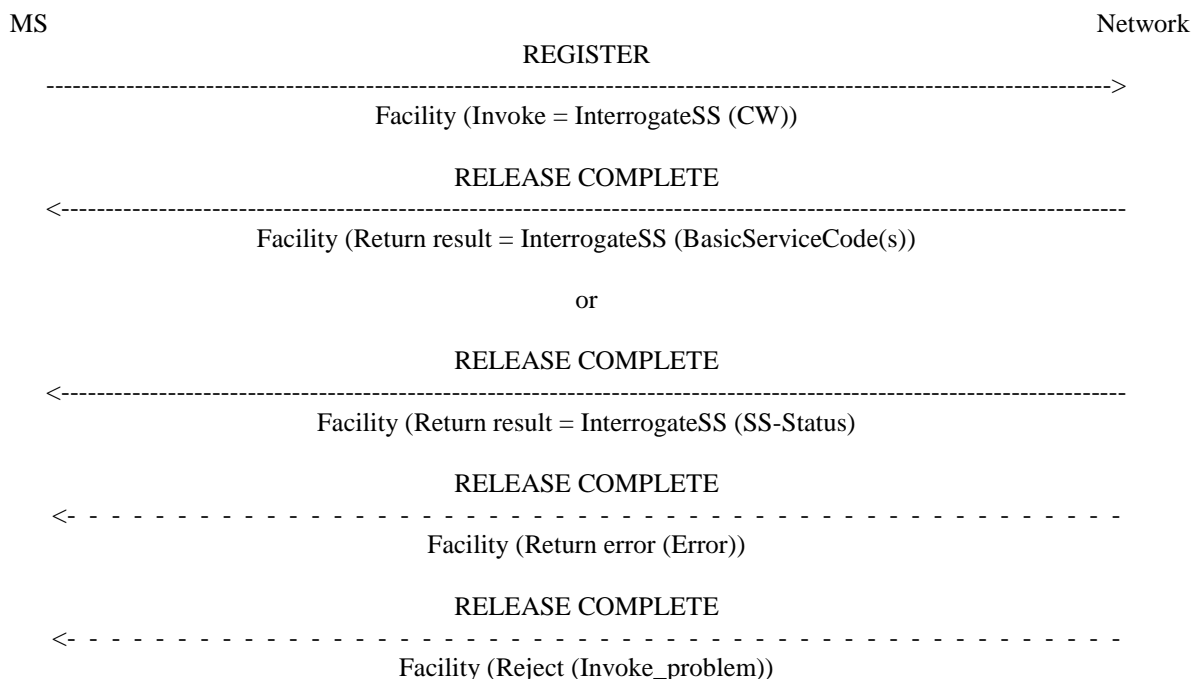 MS Network
REGISTER
Facility (Invoke = InterrogateSS (CW))
RELEASE COMPLETE
Facility (Return result = InterrogateSS (BasicServiceCode(s))
or
RELEASE COMPLETE
Facility (Return result = InterrogateSS (SS-Status)
RELEASE COMPLETE
Facility (Return error (Error))
RELEASE COMPLETE
Facility (Reject (Invoke_problem))